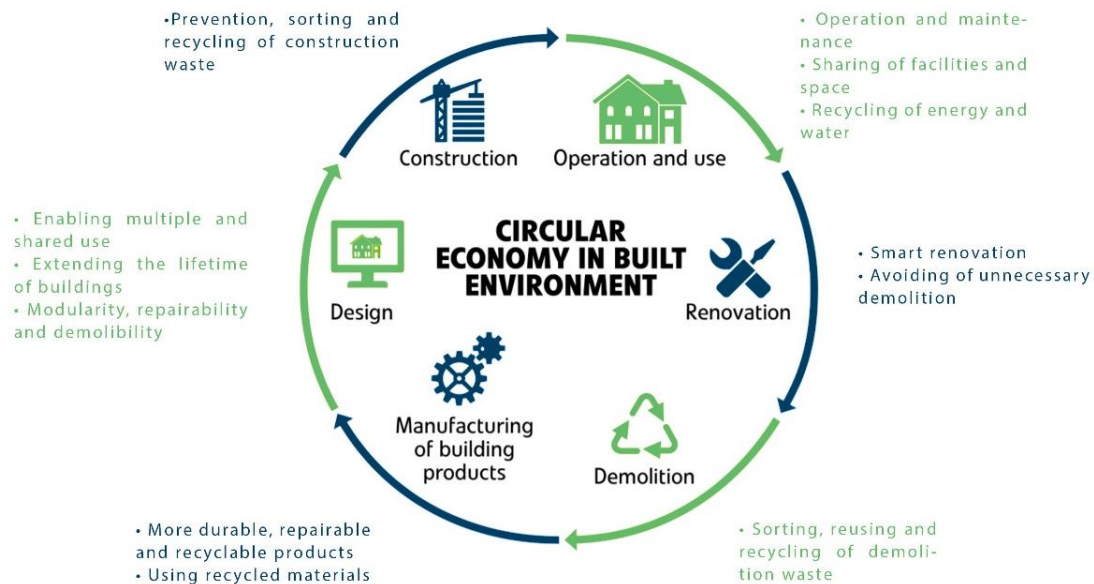 •Prevention, sorting and
recycling of construction
waste
• Operation and mainte-
nance
• Sharing of facilities and
space
• Recycling of energy and
water
Construction
Operation and use
• Enabling multiple and
shared use
• Extending the lifetime
of buildings
• Modularity, repairability
and demolibility
Design
CIRCULAR
ECONOMY IN BUILT
ENVIRONMENT
Renovation
• Smart renovation
• Avoiding of unnecessary
demolition
Manufacturing
of building
products
Demolition
• More durable, repairable
and recyclable products
• Using recycled materials
• Sorting, reusing and
recycling of demoli-
tion waste